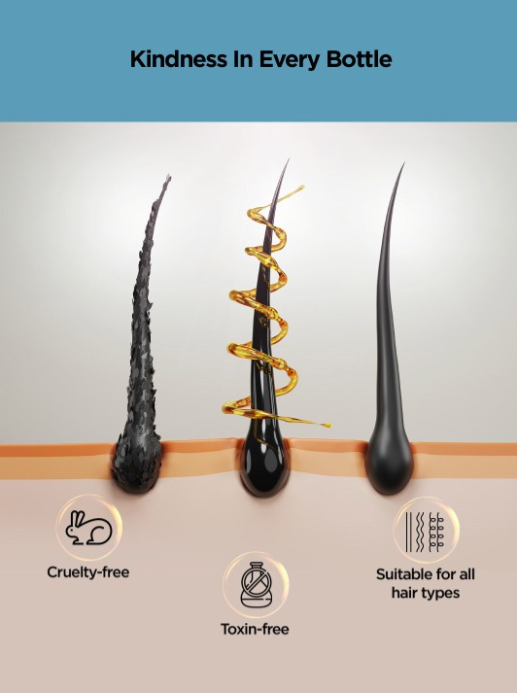 Kindness In Every Bottle
Cruelty-free
Toxin-free
Suitable for all
hair types